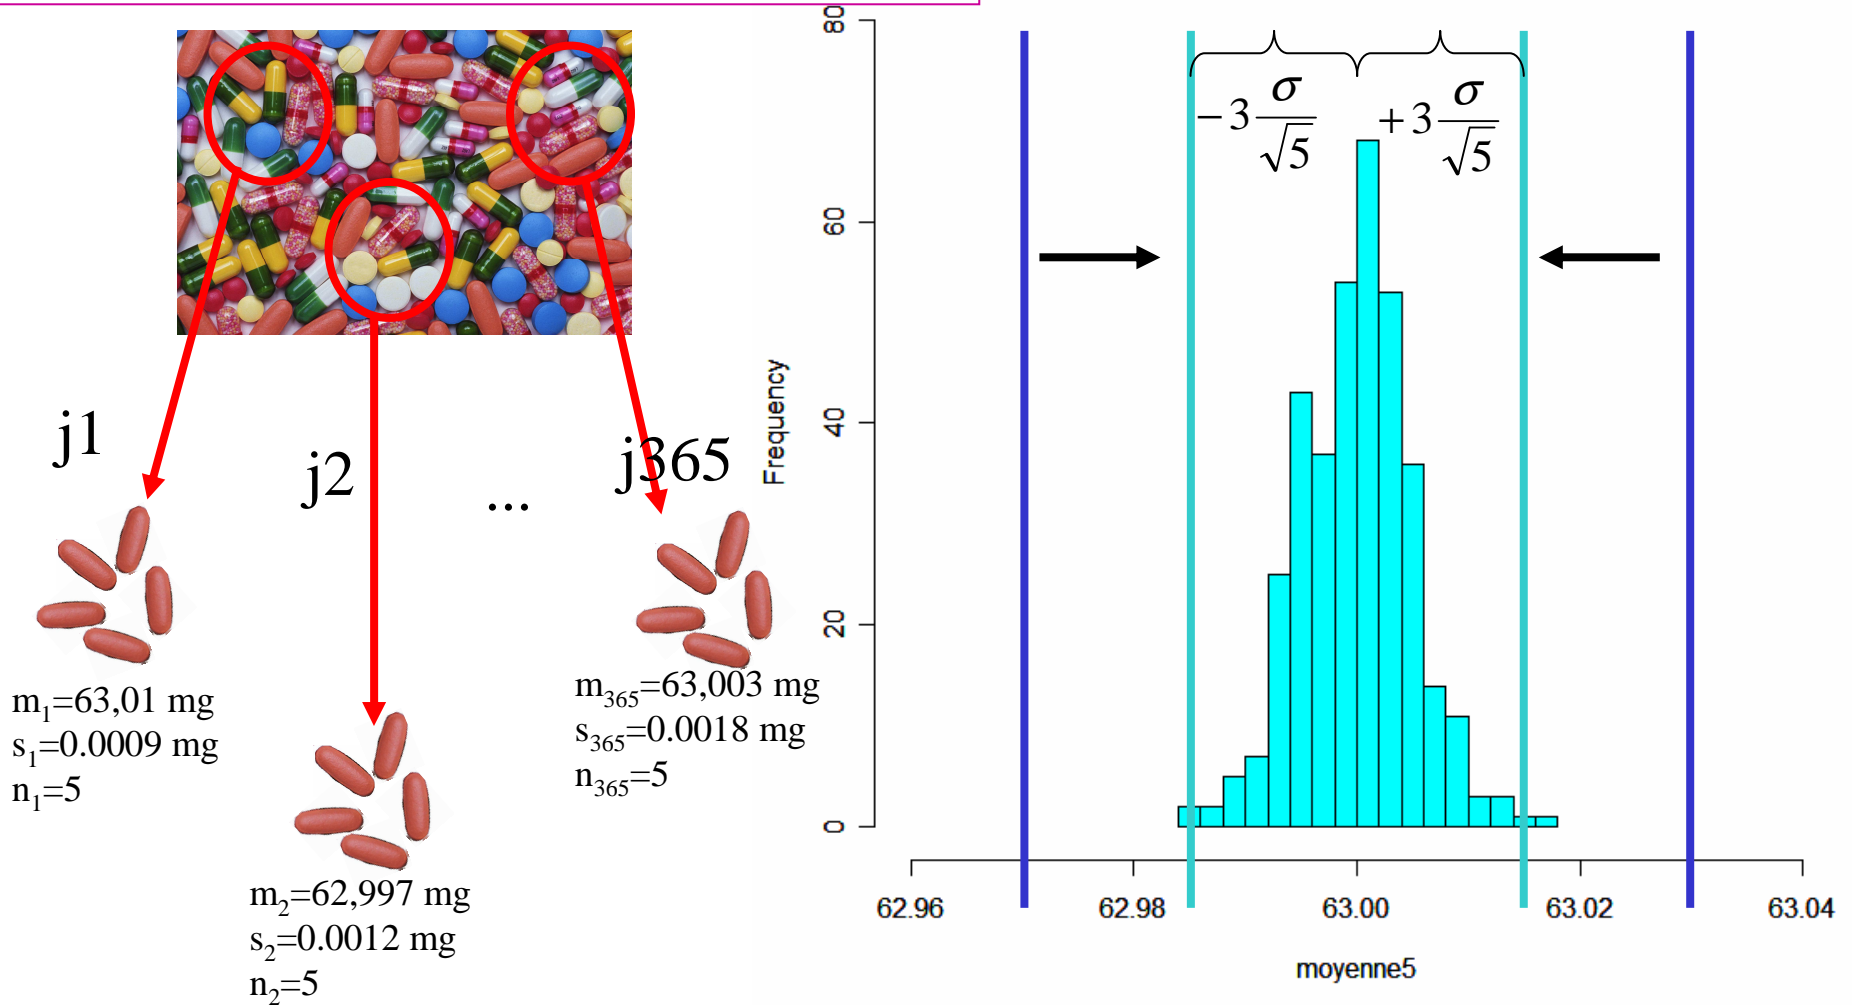 j1
j2
...
j365
m₁=63,01 mg
s₁=0.0009 mg
n₁=5
m₂=62,997 mg
s₂=0.0012 mg
n₂=5
m₃₆₅=63,003 mg
s₃₆₅=0.0018 mg
n₃₆₅=5
−3 σ/√5
+3 σ/√5
Frequency
80
60
40
20
0
62.96 62.98 63.00 63.02 63.04
moyenne5